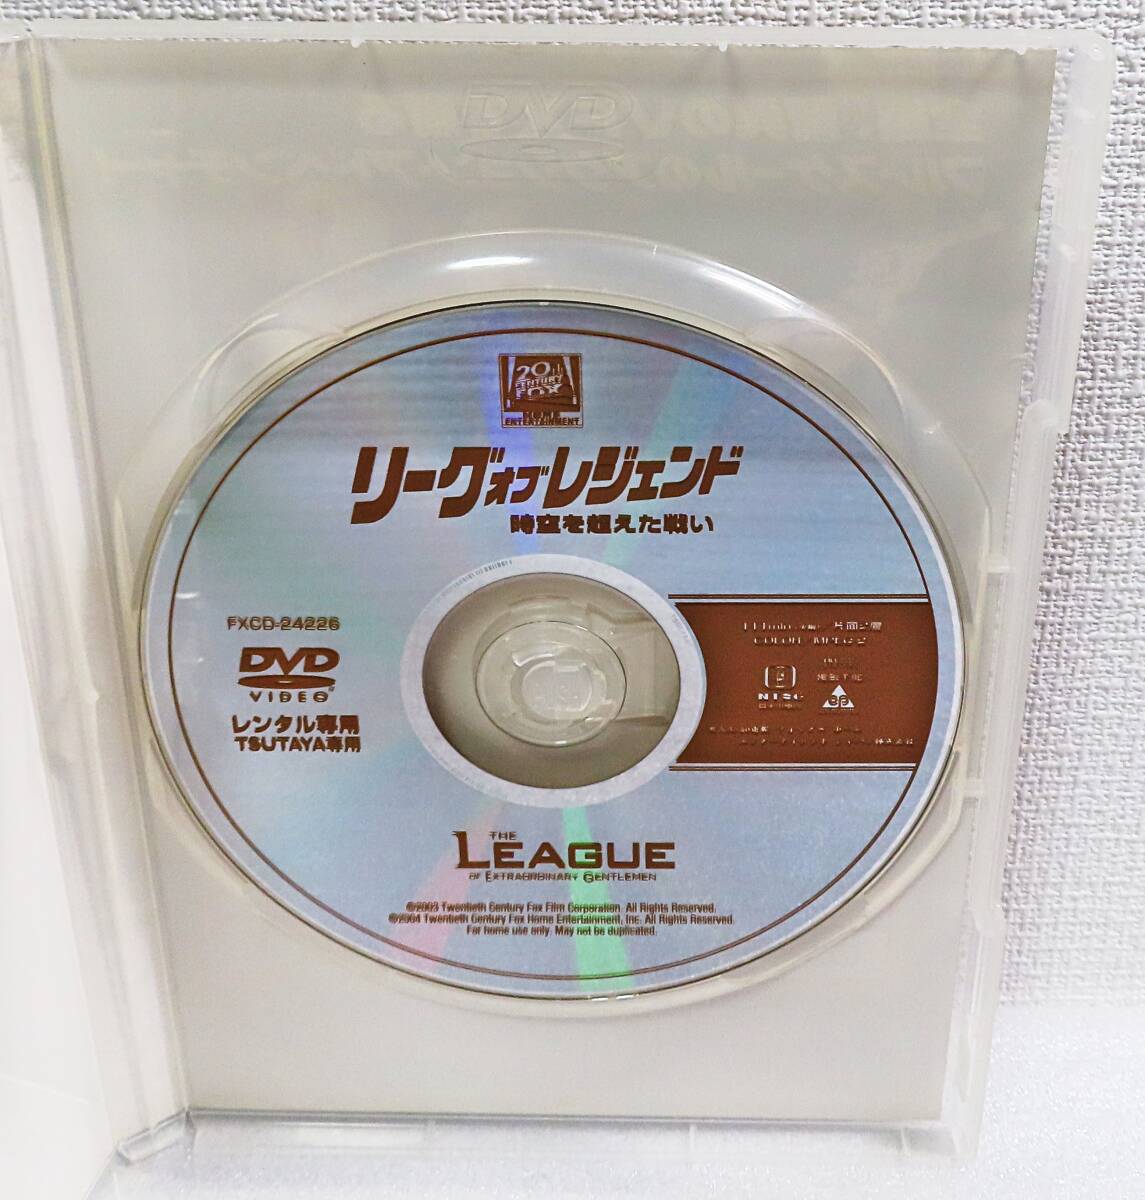 DVD
20th
CENTURY
FOX
HOME
ENTERTAINMENT
リーグオブレジェンド
時空を超えた戦い
FXCD-24226
DVD
VIDEO
レンタル専用
TSUTAYA専用
片面2層
COLOR MPEG-2
NTSC
THE
LEAGUE
OF EXTRAORDINARY GENTLEMEN
©2003 Twentieth Century Fox Film Corporation. All Rights Reserved.
©2004 Twentieth Century Fox Home Entertainment, Inc. All Rights Reserved.
For home use only. May not be duplicated.